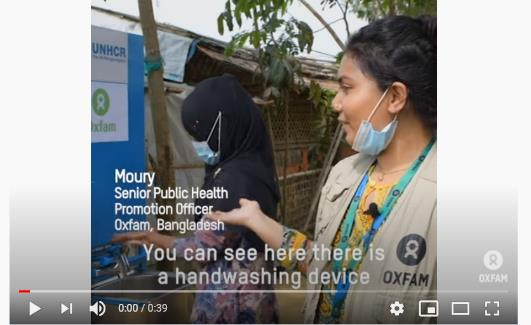 UNHCR
Oxfam
Moury
Senior Public Health
Promotion Officer
Oxfam, Bangladesh
You can see here there is
a handwashing device
OXFAM
OXFAM
0:00 / 0:39